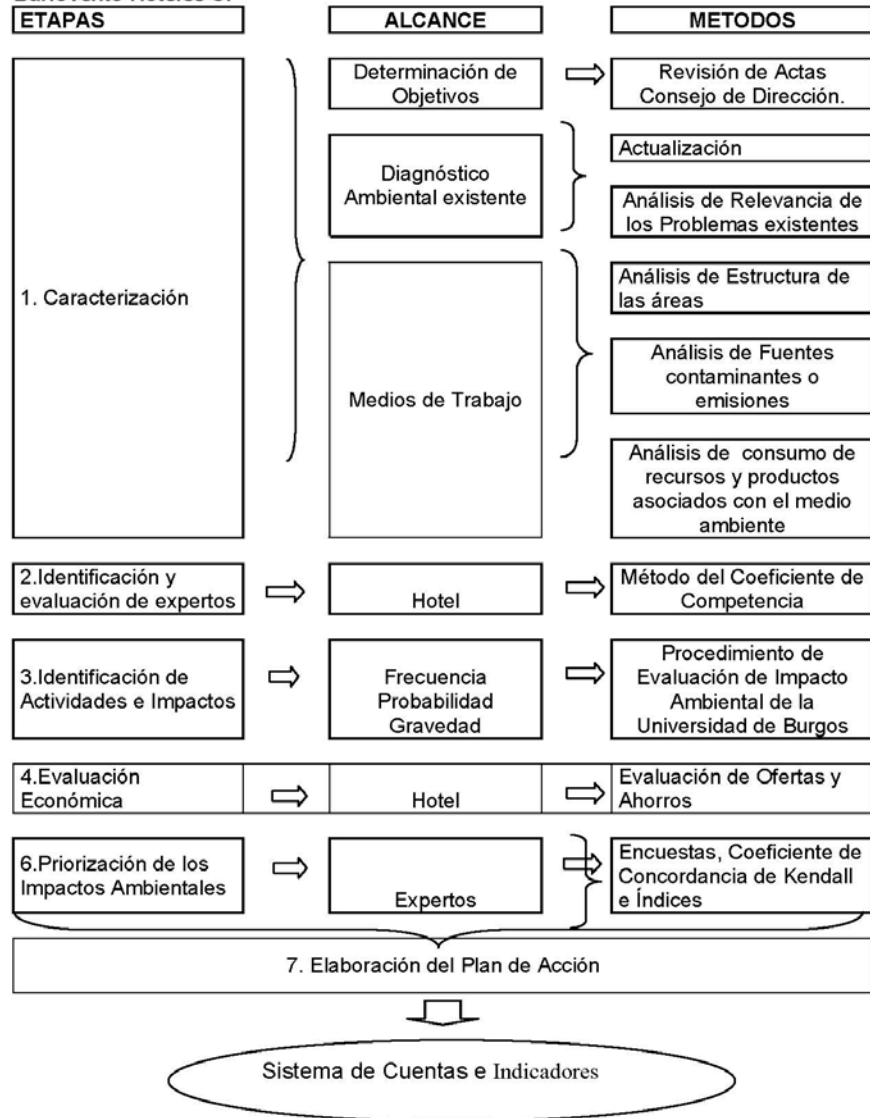 ETAPAS
ALCANCE
METODOS
1. Caracterización
Determinación de
Objetivos
Revisión de Actas
Consejo de Dirección.
Diagnóstico
Ambiental existente
Actualización
Análisis de Relevancia de
los Problemas existentes
Medios de Trabajo
Análisis de Estructura de
las áreas
Análisis de Fuentes
contaminantes o
emisiones
Análisis de consumo de
recursos y productos
asociados con el medio
ambiente
2.Identificación y
evaluación de expertos
Hotel
Método del Coeficiente de
Competencia
3.Identificación de
Actividades e Impactos
Frecuencia
Probabilidad
Gravedad
Procedimiento de
Evaluación de Impacto
Ambiental de la
Universidad de Burgos
4.Evaluación
Económica
Hotel
Evaluación de Ofertas y
Ahorros
6.Priorización de los
Impactos Ambientales
Expertos
Encuestas, Coeficiente de
Concordancia de Kendall
e Índices
7. Elaboración del Plan de Acción
Sistema de Cuentas e Indicadores